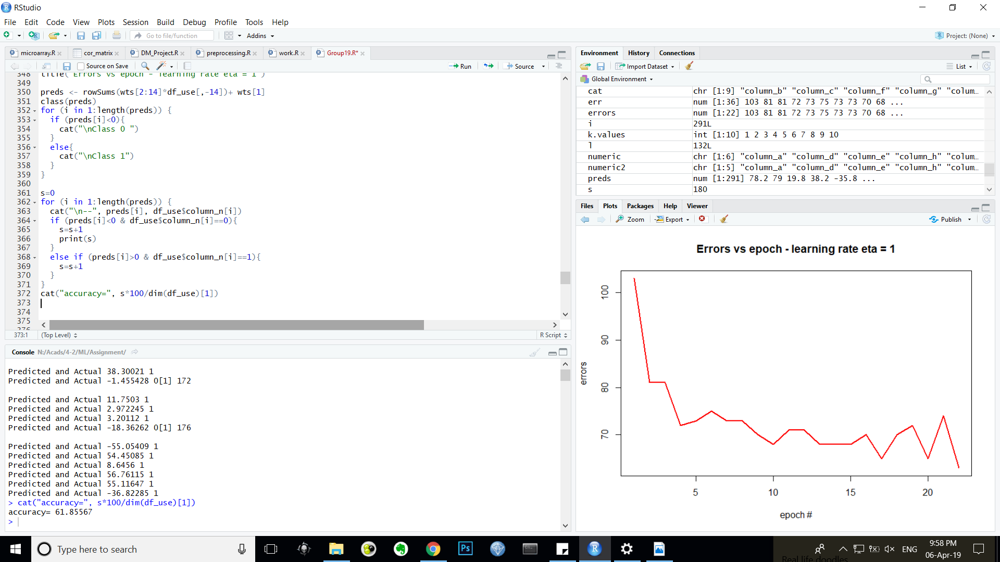 RStudio
File Edit Code View Plots Session Build Debug Profile Tools Help
Go to file/function Addins Project: (None)
microarray.R cor_matrix DM_Project.R preprocessing.R work.R Group19.R*
Source on Save Run Source
348 title("Errors vs epoch - learning rate eta = 1")
349
350 preds <- rowSums(wts[2:14]*df_use[,-14])+ wts[1]
351 class(preds)
352 for (i in 1:length(preds)) {
353 if (preds[i]<0){
354 cat("\nClass 0 ")
355 }
356 else{
357 cat("\nClass 1")
358 }
359 }
360
361 s=0
362 for (i in 1:length(preds)) {
363 cat("\n--", preds[i], df_use$column_n[i])
364 if (preds[i]<0 & df_use$column_n[i]==0){
365 s=s+1
366 print(s)
367 }
368 else if (preds[i]>0 & df_use$column_n[i]==1){
369 s=s+1
370 }
371 }
372 cat("accuracy=", s*100/dim(df_use)[1])
373
374
375
376
373:1 (Top Level) R Script
Console N:/Acads/4-2/ML/Assignment/
Predicted and Actual 38.30021 1
Predicted and Actual -1.455428 0[1] 172
Predicted and Actual 11.7503 1
Predicted and Actual 2.972245 1
Predicted and Actual 3.20112 1
Predicted and Actual -18.36262 0[1] 176
Predicted and Actual -55.05409 1
Predicted and Actual 54.45085 1
Predicted and Actual 8.6456 1
Predicted and Actual 56.76115 1
Predicted and Actual 55.11647 1
Predicted and Actual -36.82285 1
> cat("accuracy=", s*100/dim(df_use)[1])
accuracy= 61.85567
>
Environment History Connections
Import Dataset List
Global Environment
cat chr [1:9] "column_b" "column_c" "column_f" "column_g" "colum…
err num [1:36] 103 81 81 72 73 75 73 73 70 68 ...
errors num [1:22] 103 81 81 72 73 75 73 73 70 68 ...
i 291L
k.values int [1:10] 1 2 3 4 5 6 7 8 9 10
l 132L
numeric chr [1:6] "column_a" "column_d" "column_e" "column_h" "colum…
numeric2 chr [1:5] "column_a" "column_d" "column_e" "column_h" "colum…
preds num [1:291] 78.2 79 19.8 38.2 -35.8 ...
s 180
Files Plots Packages Help Viewer
Zoom Export Publish
Errors vs epoch - learning rate eta = 1
100
90
80
70
errors
5 10 15 20
epoch #
Type here to search
Ps
R
ENG
9:58 PM
06-Apr-19
Real life doodles